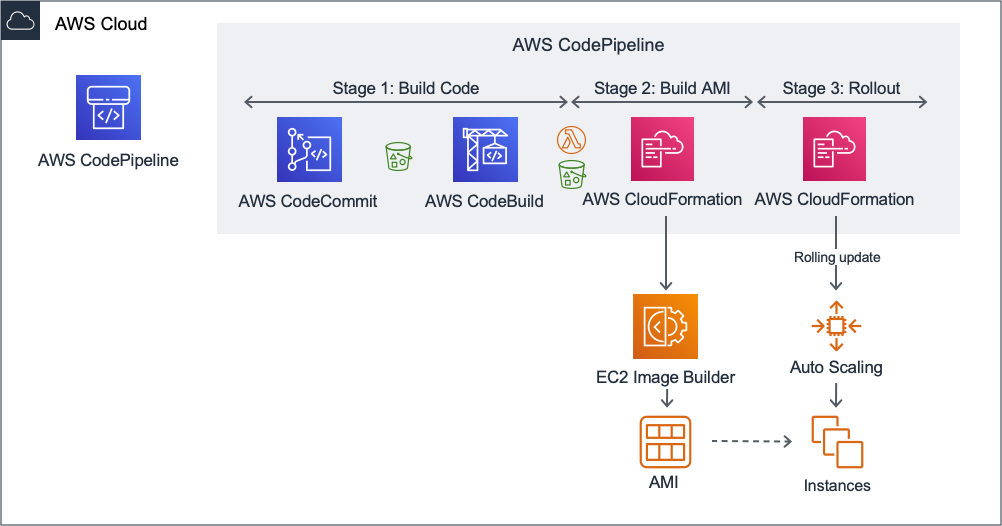 AWS Cloud
AWS CodePipeline
AWS CodePipeline
Stage 1: Build Code
Stage 2: Build AMI
Stage 3: Rollout
AWS CodeCommit
AWS CodeBuild
AWS CloudFormation
AWS CloudFormation
Rolling update
EC2 Image Builder
Auto Scaling
AMI
Instances